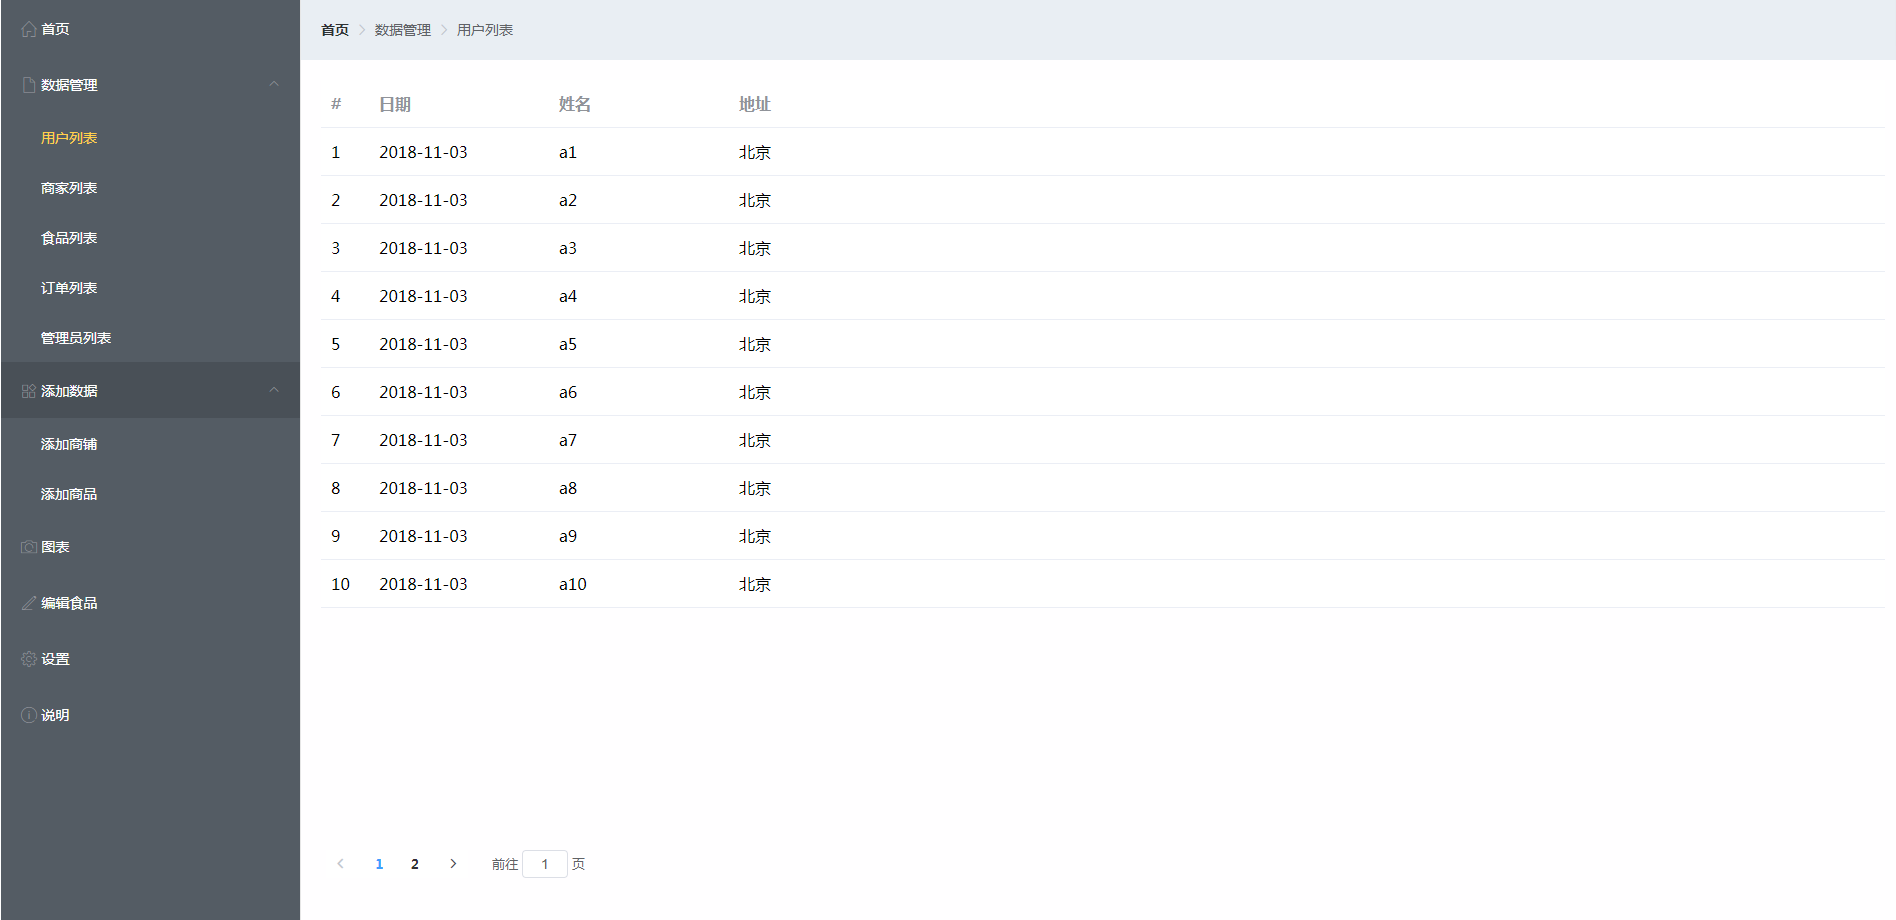 首页
数据管理
用户列表
商家列表
食品列表
订单列表
管理员列表
添加数据
添加商铺
添加商品
图表
编辑食品
设置
说明
首页 数据管理 用户列表
# 日期 姓名 地址
1 2018-11-03 a1 北京
2 2018-11-03 a2 北京
3 2018-11-03 a3 北京
4 2018-11-03 a4 北京
5 2018-11-03 a5 北京
6 2018-11-03 a6 北京
7 2018-11-03 a7 北京
8 2018-11-03 a8 北京
9 2018-11-03 a9 北京
10 2018-11-03 a10 北京
1 2 前往 1 页